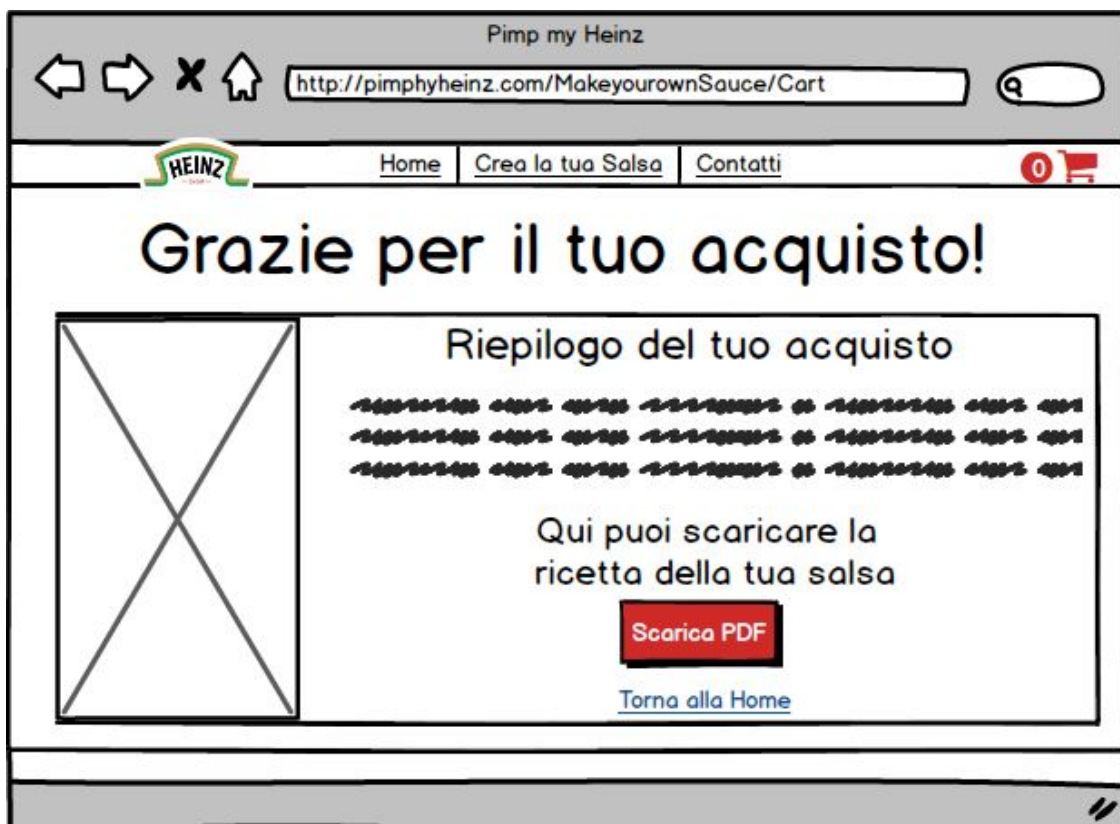 Pimp my Heinz
http://pimphyheinz.com/MakeyourownSauce/Cart
HEINZ
Home Crea la tua Salsa Contatti
0
Grazie per il tuo acquisto!
Riepilogo del tuo acquisto
Qui puoi scaricare la
ricetta della tua salsa
Scarica PDF
Torna alla Home